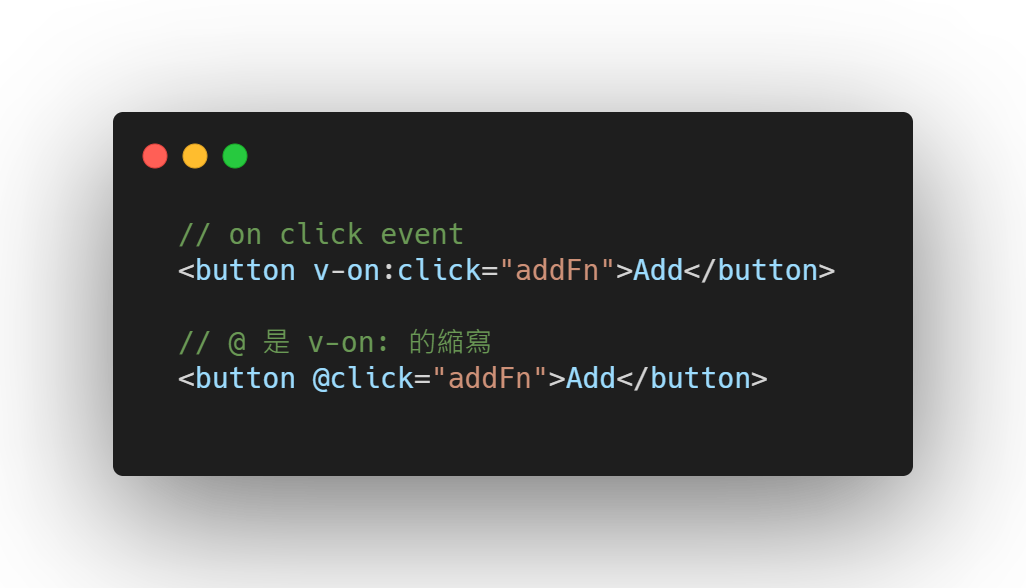 // on click event
<button v-on:click="addFn">Add</button>
// @ 是 v-on: 的縮寫
<button @click="addFn">Add</button>